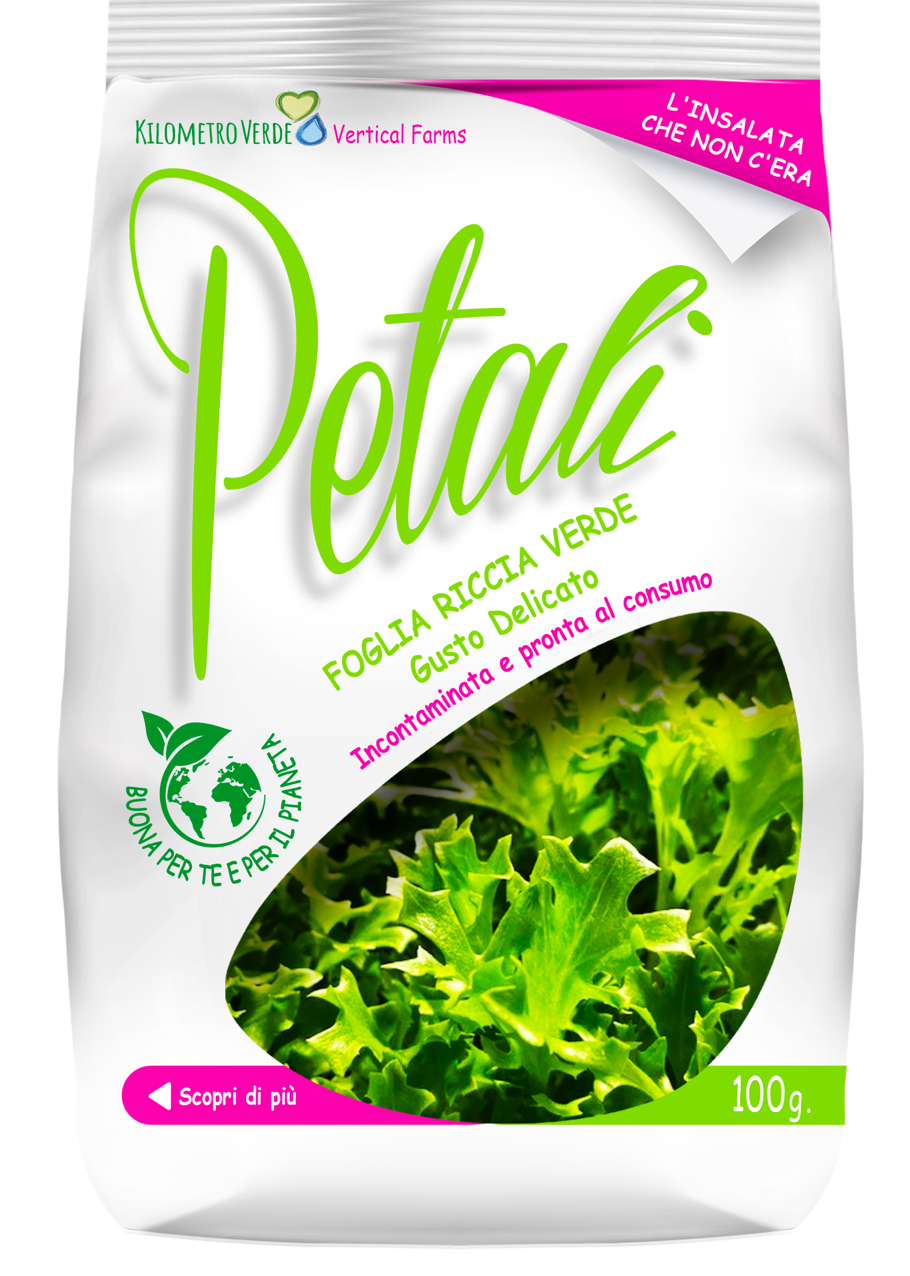 KILOMETRO VERDE Vertical Farms
L'INSALATA
CHE NON C'ERA
Petali
FOGLIA RICCIA VERDE
Gusto Delicato
Incontaminata e pronta al consumo
BUONA PER TE E PER IL PIANETA
Scopri di più
100g.